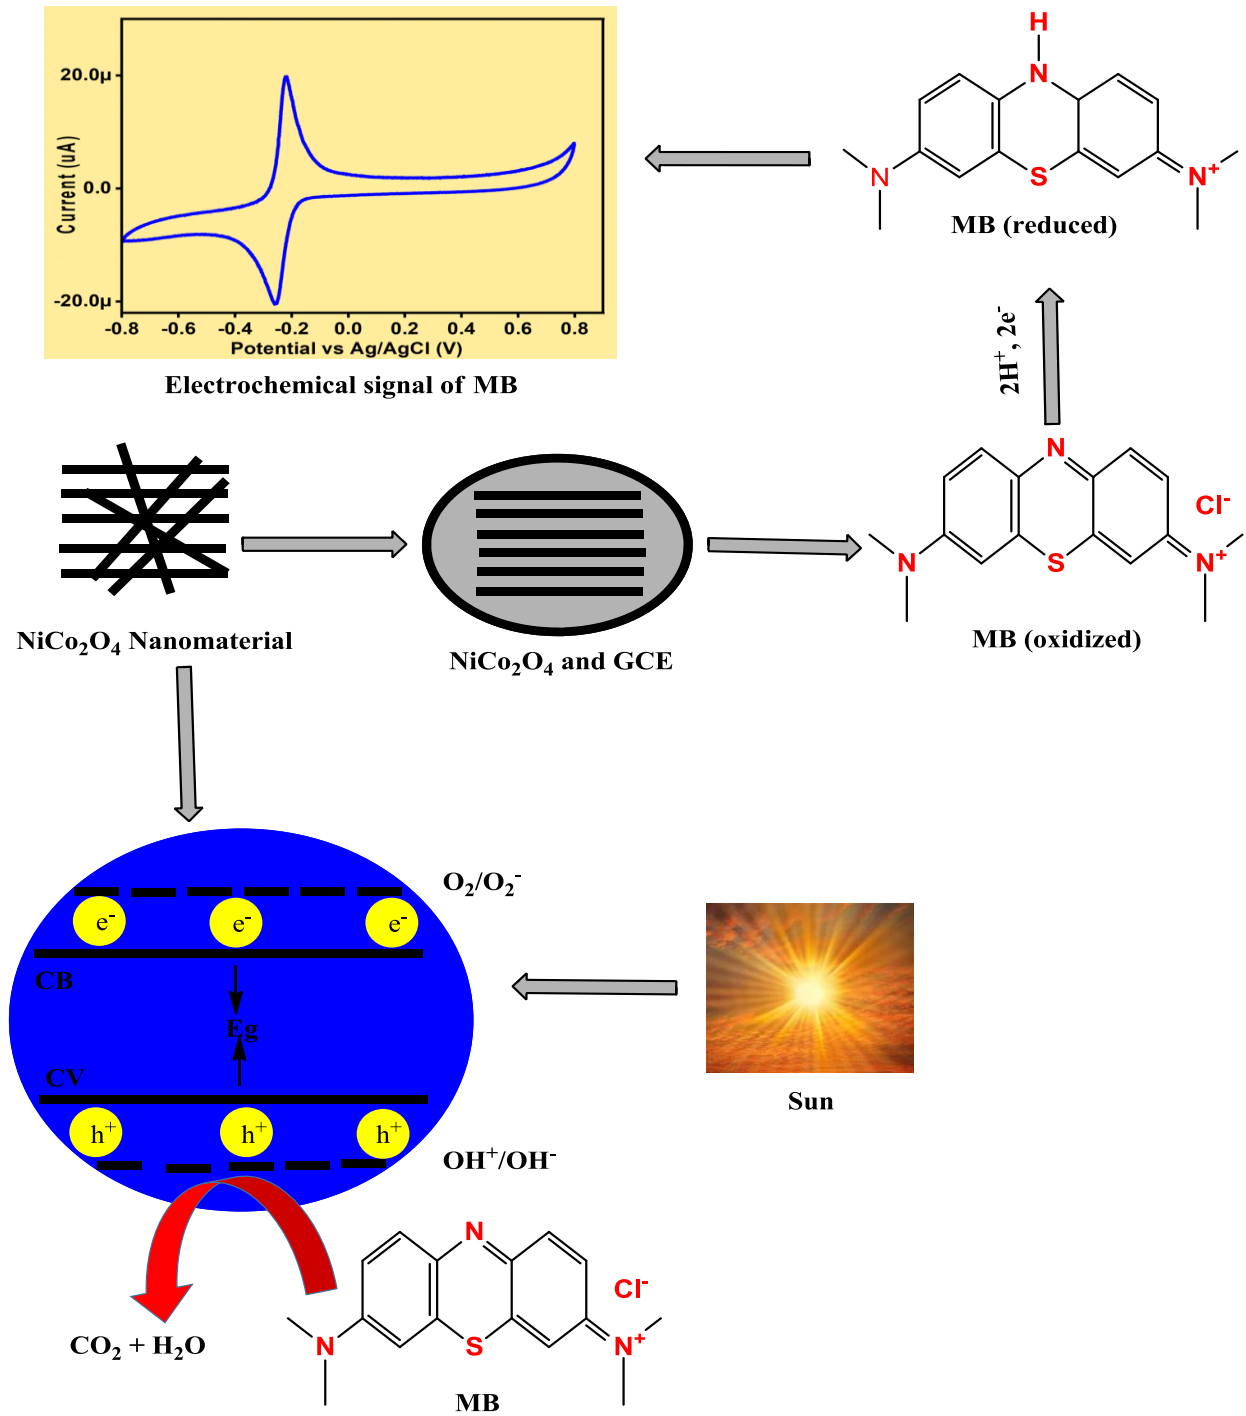 20.0µ
0.0
-20.0µ
Current (uA)
-0.8 -0.6 -0.4 -0.2 0.0 0.2 0.4 0.6 0.8
Potential vs Ag/AgCl (V)
Electrochemical signal of MB
H
N
S
N
N⁺
MB (reduced)
2H⁺, 2e⁻
N
Cl⁻
N
S
N⁺
MB (oxidized)
NiCo₂O₄ Nanomaterial
NiCo₂O₄ and GCE
O₂/O₂⁻
e⁻ e⁻ e⁻
CB
Eg
CV
h⁺ h⁺ h⁺
OH⁺/OH⁻
Sun
N
Cl⁻
N
S
N⁺
CO₂ + H₂O
MB